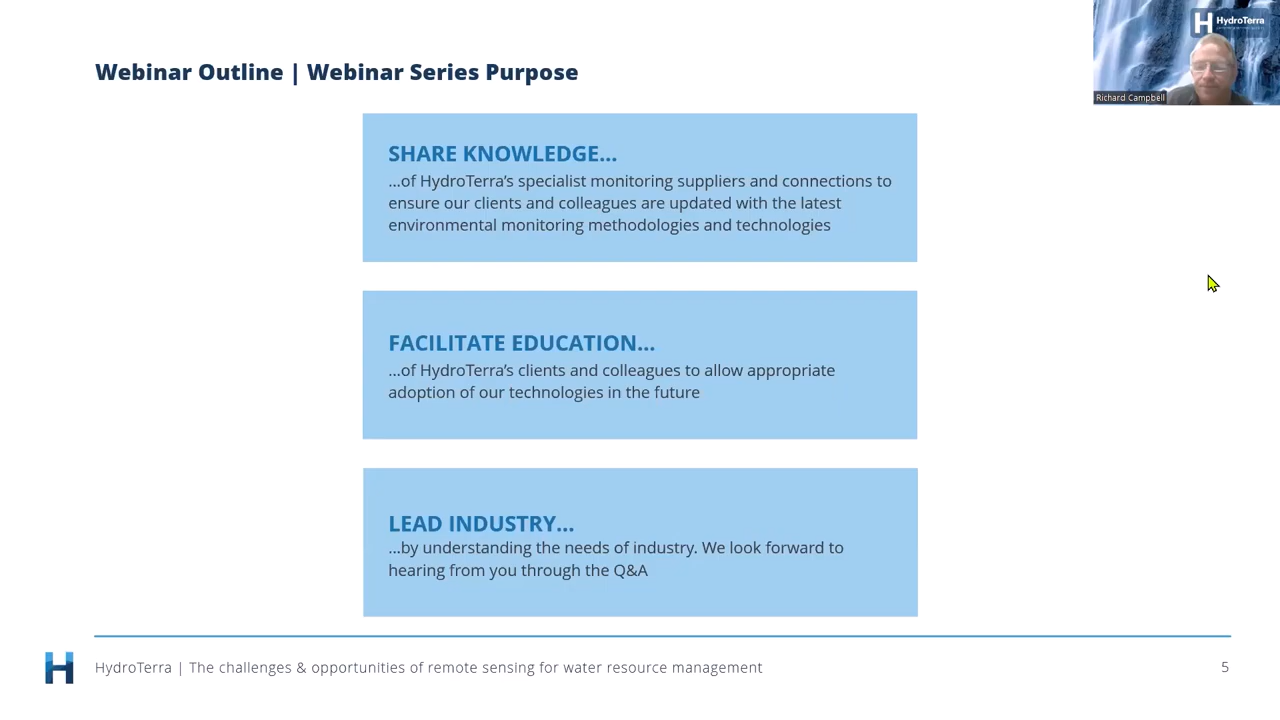 HydroTerra
Richard Campbell
Webinar Outline | Webinar Series Purpose
SHARE KNOWLEDGE...
...of HydroTerra’s specialist monitoring suppliers and connections to
ensure our clients and colleagues are updated with the latest
environmental monitoring methodologies and technologies
FACILITATE EDUCATION...
...of HydroTerra’s clients and colleagues to allow appropriate
adoption of our technologies in the future
LEAD INDUSTRY...
...by understanding the needs of industry. We look forward to
hearing from you through the Q&A
HydroTerra | The challenges & opportunities of remote sensing for water resource management
5